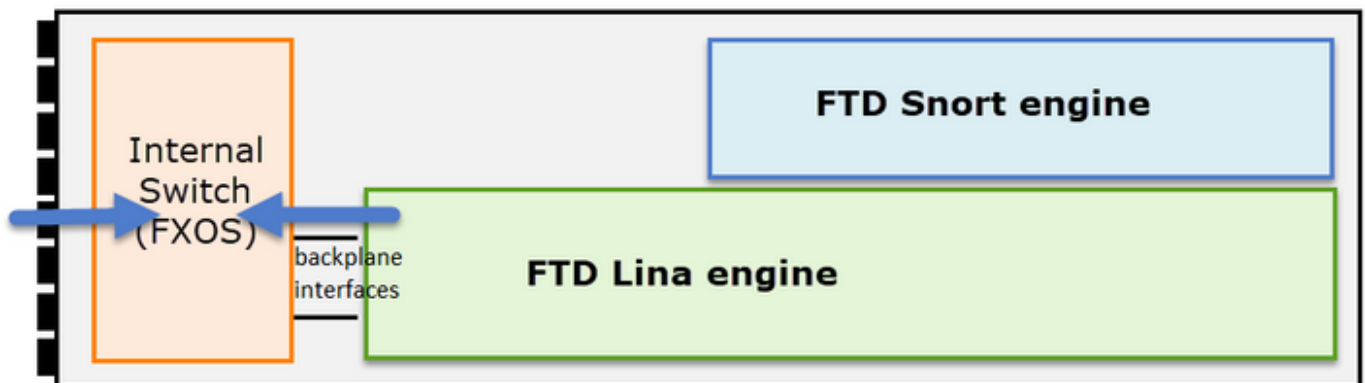 Internal
Switch
(FXOS)
backplane
interfaces
FTD Snort engine
FTD Lina engine